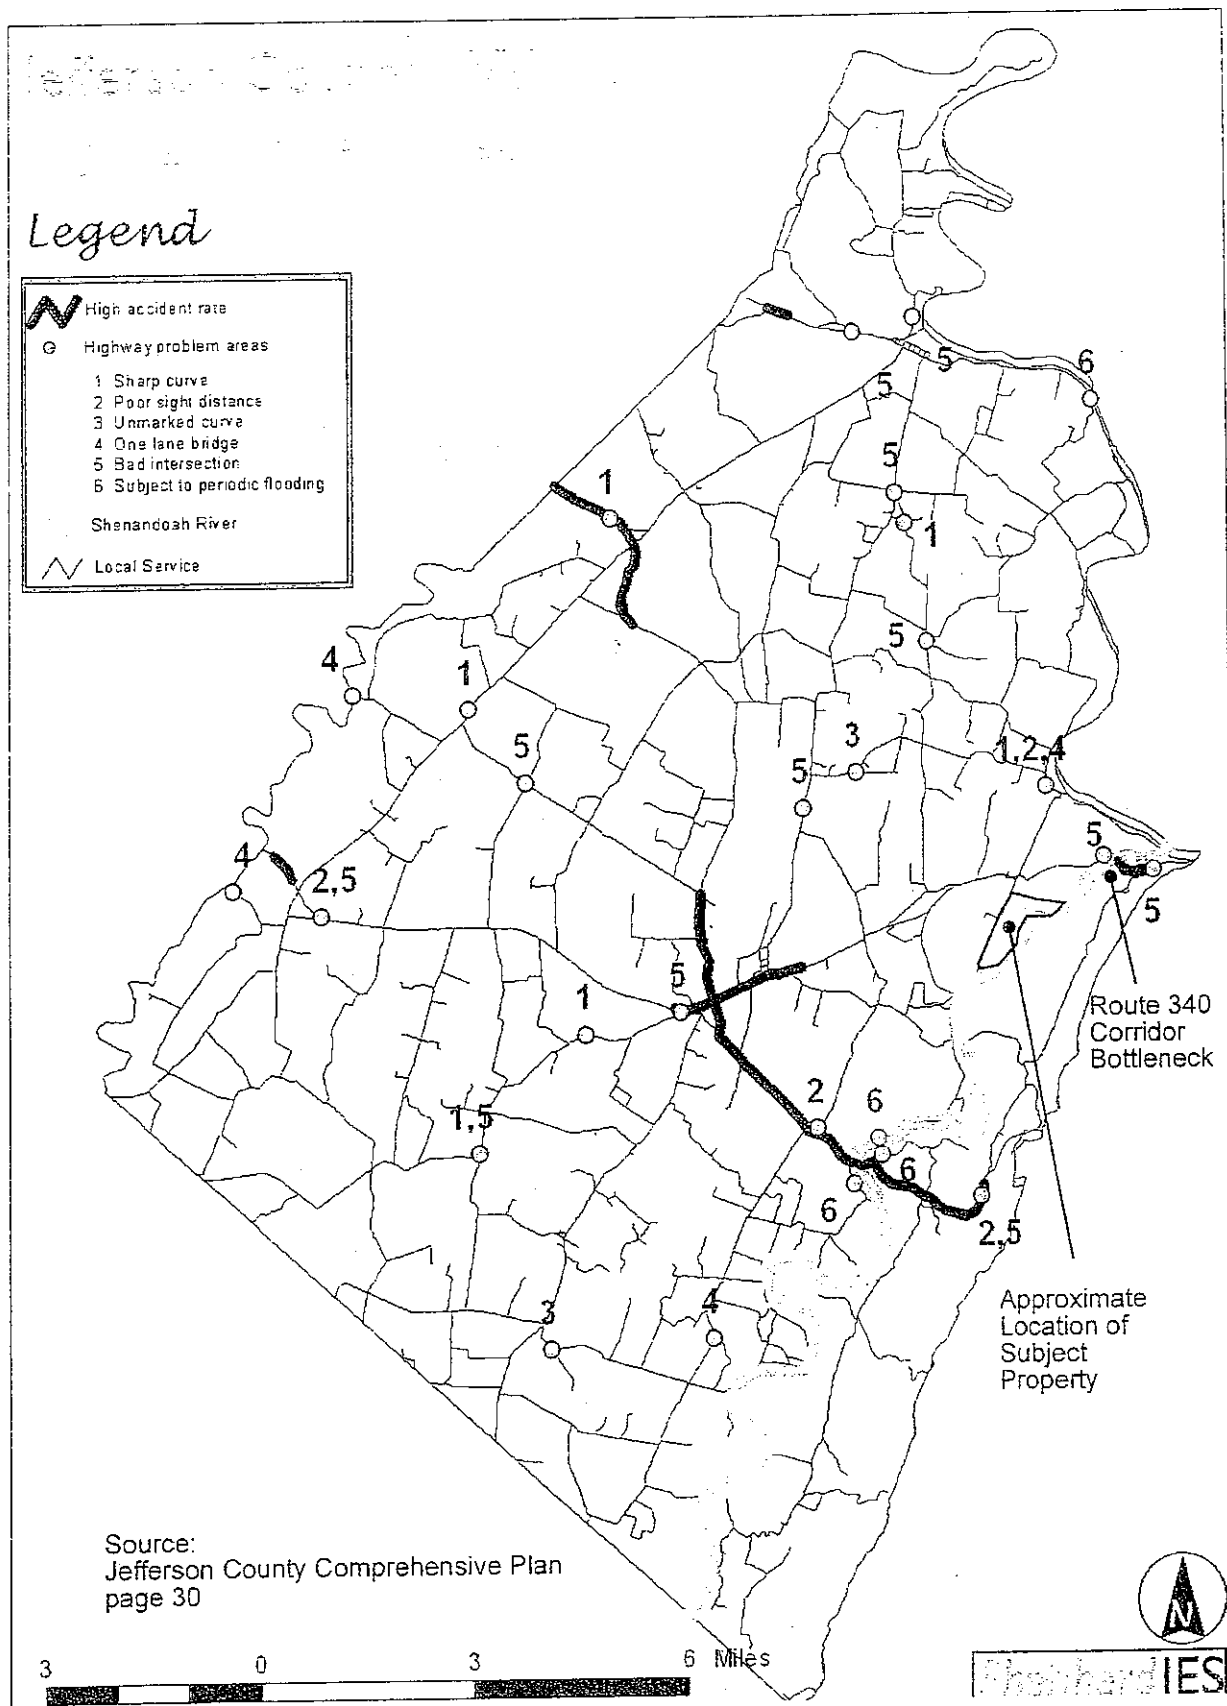 Jefferson County
Legend
High accident rate
Highway problem areas
1 Sharp curve
2 Poor sight distance
3 Unmarked curve
4 One lane bridge
5 Bad intersection
6 Subject to periodic flooding
Shenandoah River
Local Service
5
6
5
5
1
1
5
4
1
3
1,2,4
5
5
5
4
2,5
5
5
1
Route 340
Corridor
Bottleneck
2
6
1,5
6
6
2,5
Approximate
Location of
Subject
Property
3
4
Source:
Jefferson County Comprehensive Plan
page 30
3 0 3 6 Miles
N
IES